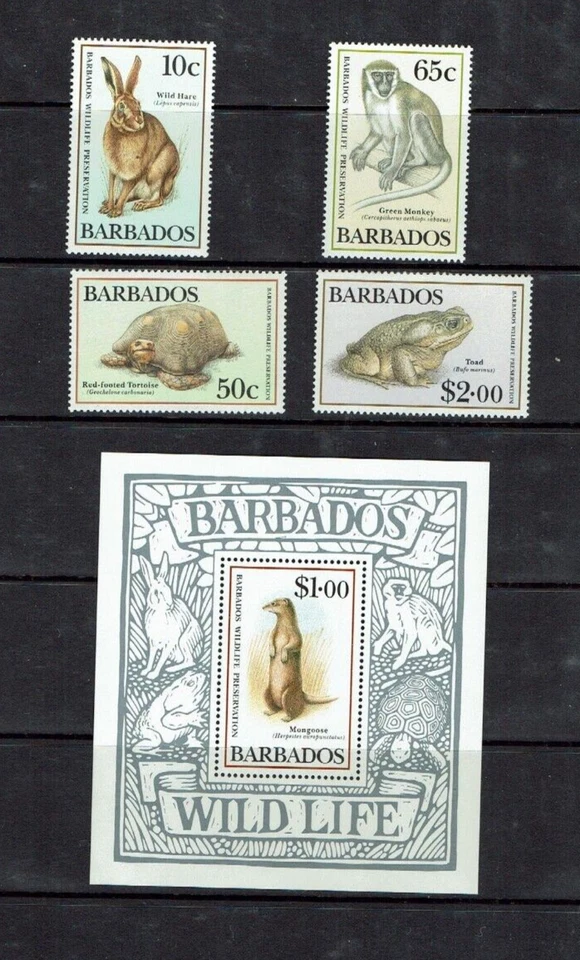 10c
Wild Hare
(Lepus capensis)
BARBADOS WILDLIFE PRESERVATION
BARBADOS
65c
BARBADOS WILDLIFE PRESERVATION
Green Monkey
(Cercopithecus aethiops sabaeus)
BARBADOS
BARBADOS
BARBADOS WILDLIFE PRESERVATION
Red-footed Tortoise
(Geochelone carbonaria)
50c
BARBADOS
BARBADOS WILDLIFE PRESERVATION
Toad
(Bufo marinus)
$2·00
BARBADOS
$1·00
BARBADOS WILDLIFE PRESERVATION
Mongoose
(Herpestes auropunctatus)
BARBADOS
WILD LIFE